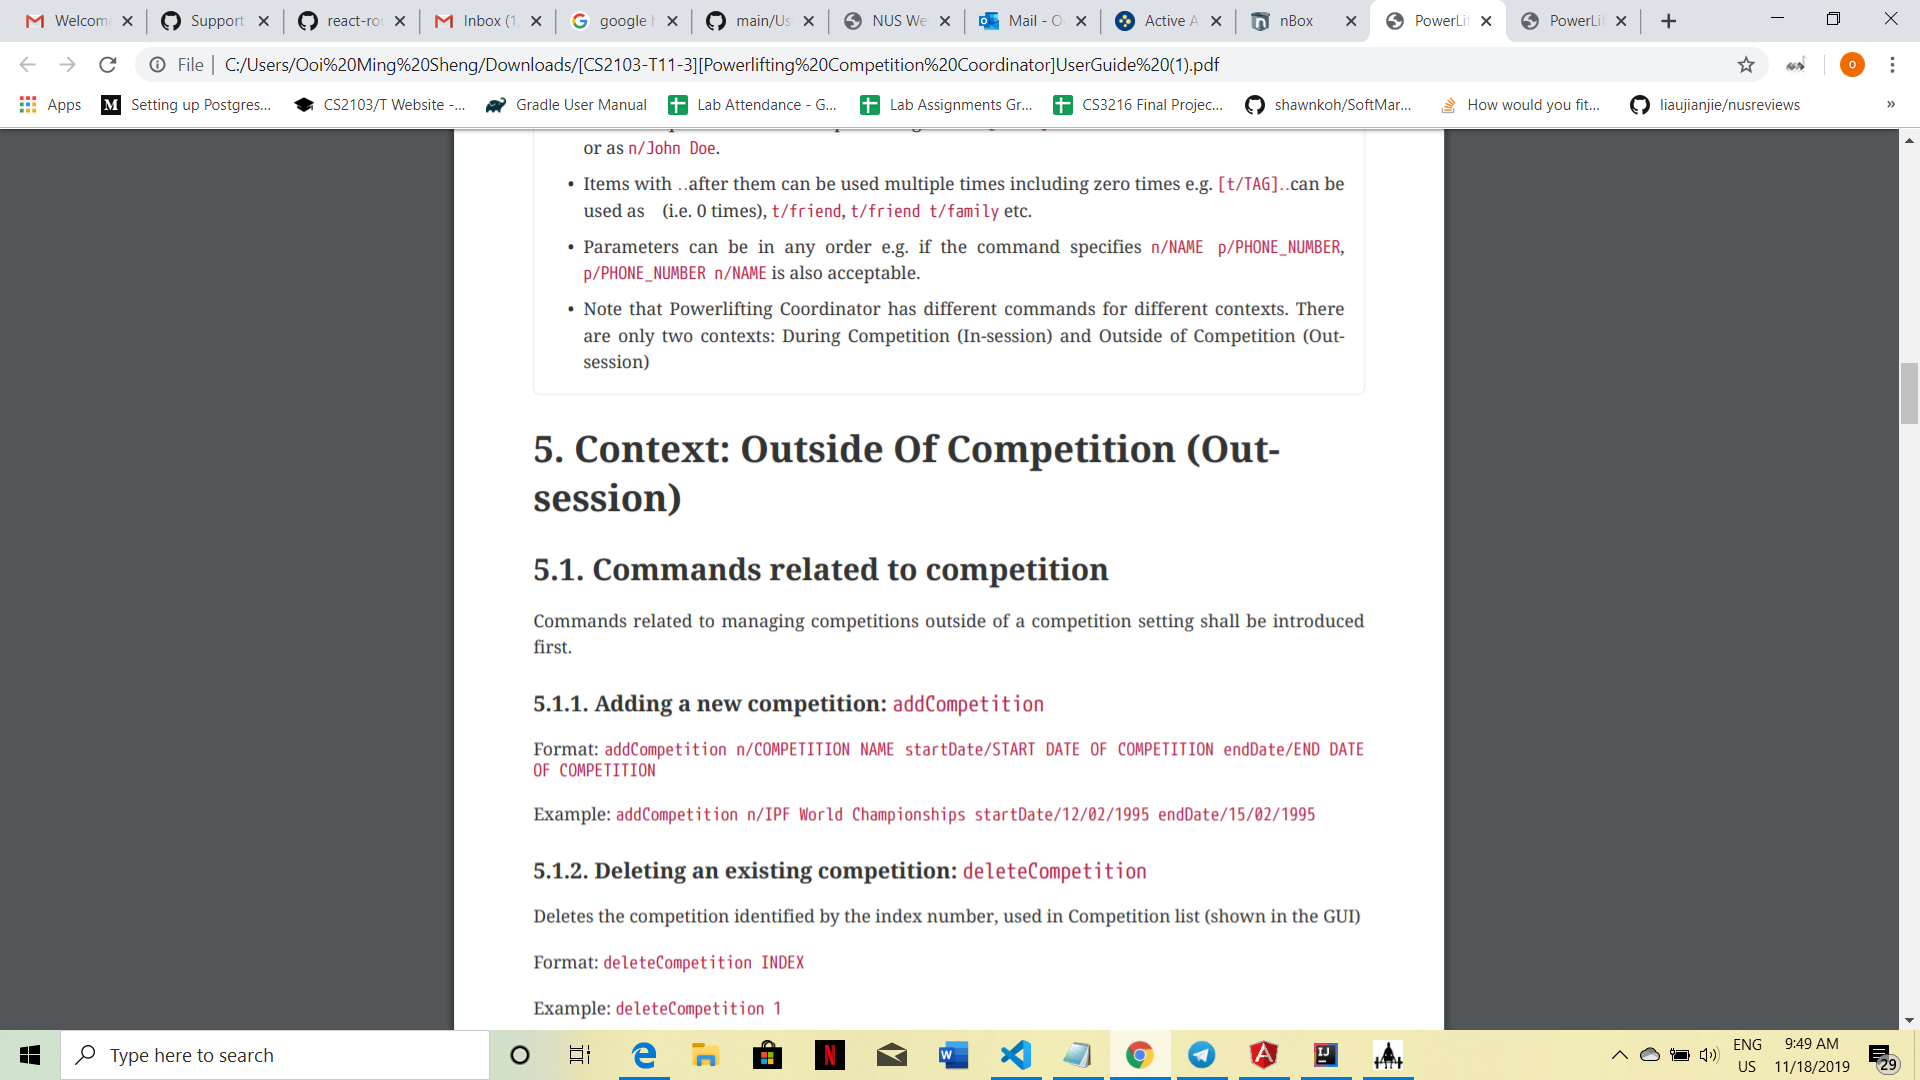 Welcom
Support
react-ro
Inbox (1,
google h
main/Us
NUS We
Mail - O
Active A
nBox
PowerLif
PowerLif
File
C:/Users/Ooi%20Ming%20Sheng/Downloads/[CS2103-T11-3][Powerlifting%20Competition%20Coordinator]UserGuide%20(1).pdf
O
Apps
Setting up Postgres...
CS2103/T Website -...
Gradle User Manual
Lab Attendance - G...
Lab Assignments Gr...
CS3216 Final Projec...
shawnkoh/SoftMar...
How would you fit...
liaujianjie/nusreviews
»
or as n/John Doe.
• Items with ..after them can be used multiple times including zero times e.g. [t/TAG]..can be
used as (i.e. 0 times), t/friend, t/friend t/family etc.
• Parameters can be in any order e.g. if the command specifies n/NAME p/PHONE_NUMBER,
p/PHONE_NUMBER n/NAME is also acceptable.
• Note that Powerlifting Coordinator has different commands for different contexts. There
are only two contexts: During Competition (In-session) and Outside of Competition (Out-
session)
5. Context: Outside Of Competition (Out-
session)
5.1. Commands related to competition
Commands related to managing competitions outside of a competition setting shall be introduced
first.
5.1.1. Adding a new competition: addCompetition
Format: addCompetition n/COMPETITION NAME startDate/START DATE OF COMPETITION endDate/END DATE
OF COMPETITION
Example: addCompetition n/IPF World Championships startDate/12/02/1995 endDate/15/02/1995
5.1.2. Deleting an existing competition: deleteCompetition
Deletes the competition identified by the index number, used in Competition list (shown in the GUI)
Format: deleteCompetition INDEX
Example: deleteCompetition 1
Type here to search
ENG
US
9:49 AM
11/18/2019
29